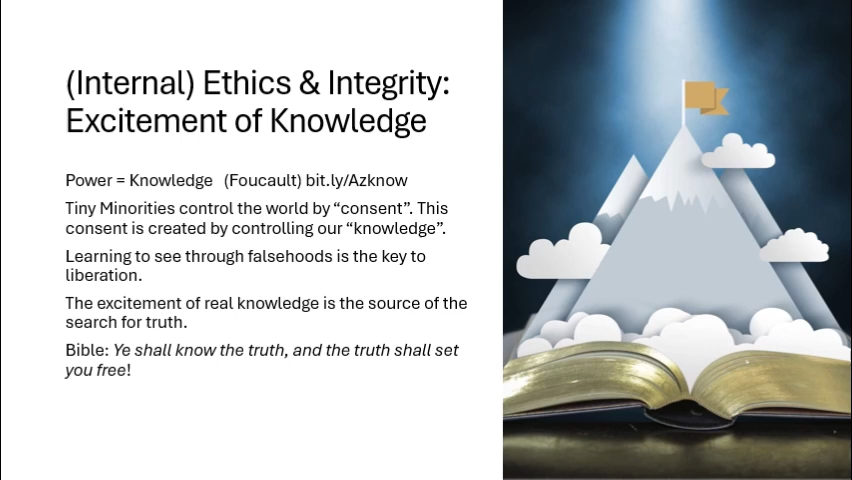 (Internal) Ethics & Integrity:
Excitement of Knowledge
Power = Knowledge (Foucault) bit.ly/Azknow
Tiny Minorities control the world by “consent”. This
consent is created by controlling our “knowledge”.
Learning to see through falsehoods is the key to
liberation.
The excitement of real knowledge is the source of the
search for truth.
Bible: Ye shall know the truth, and the truth shall set
you free!